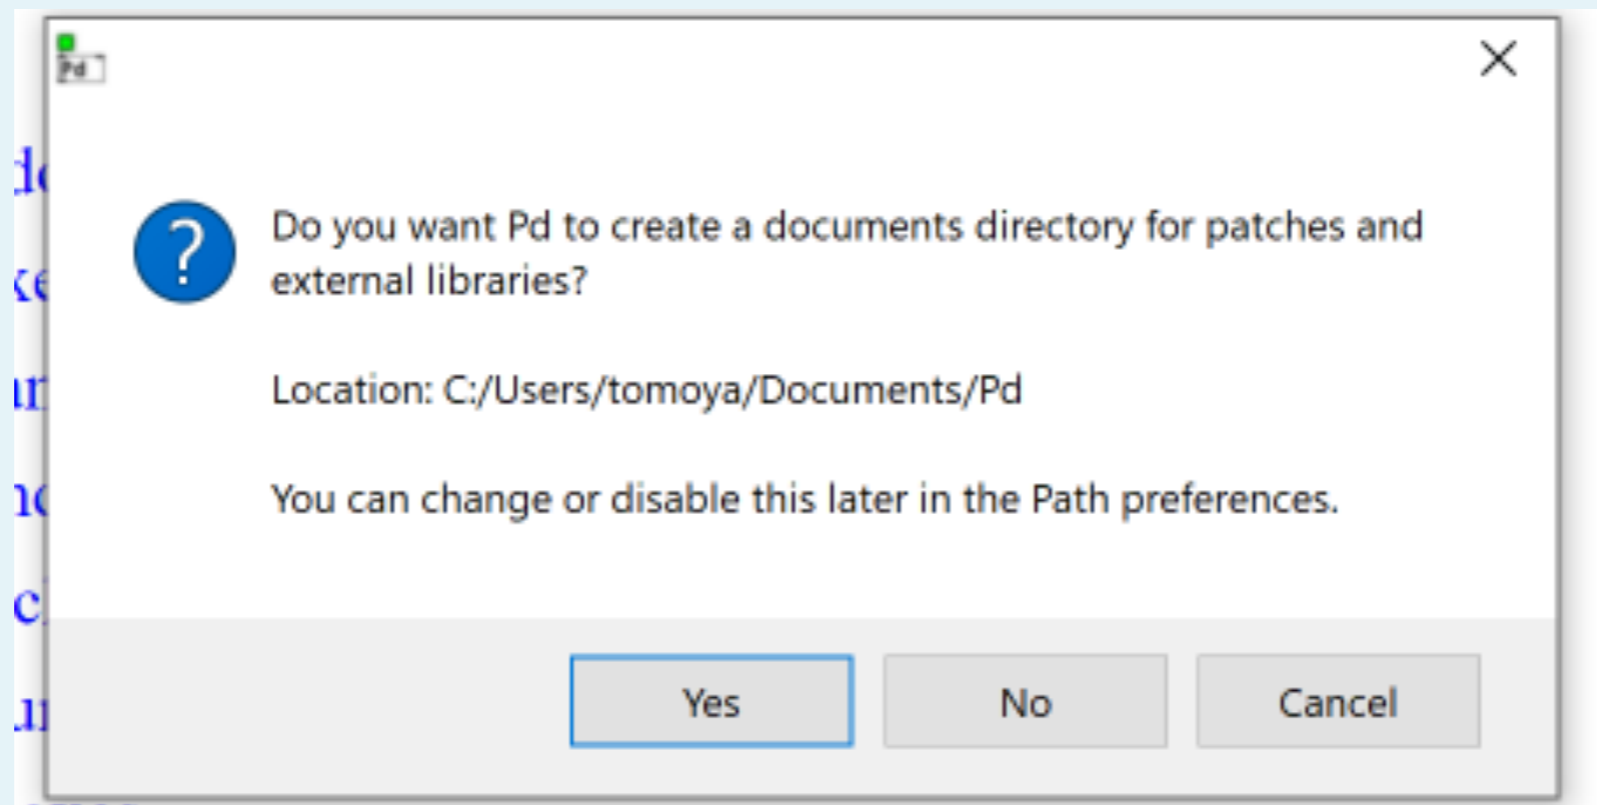 Pd
Do you want Pd to create a documents directory for patches and
external libraries?
Location: C:/Users/tomoya/Documents/Pd
You can change or disable this later in the Path preferences.
Yes No Cancel